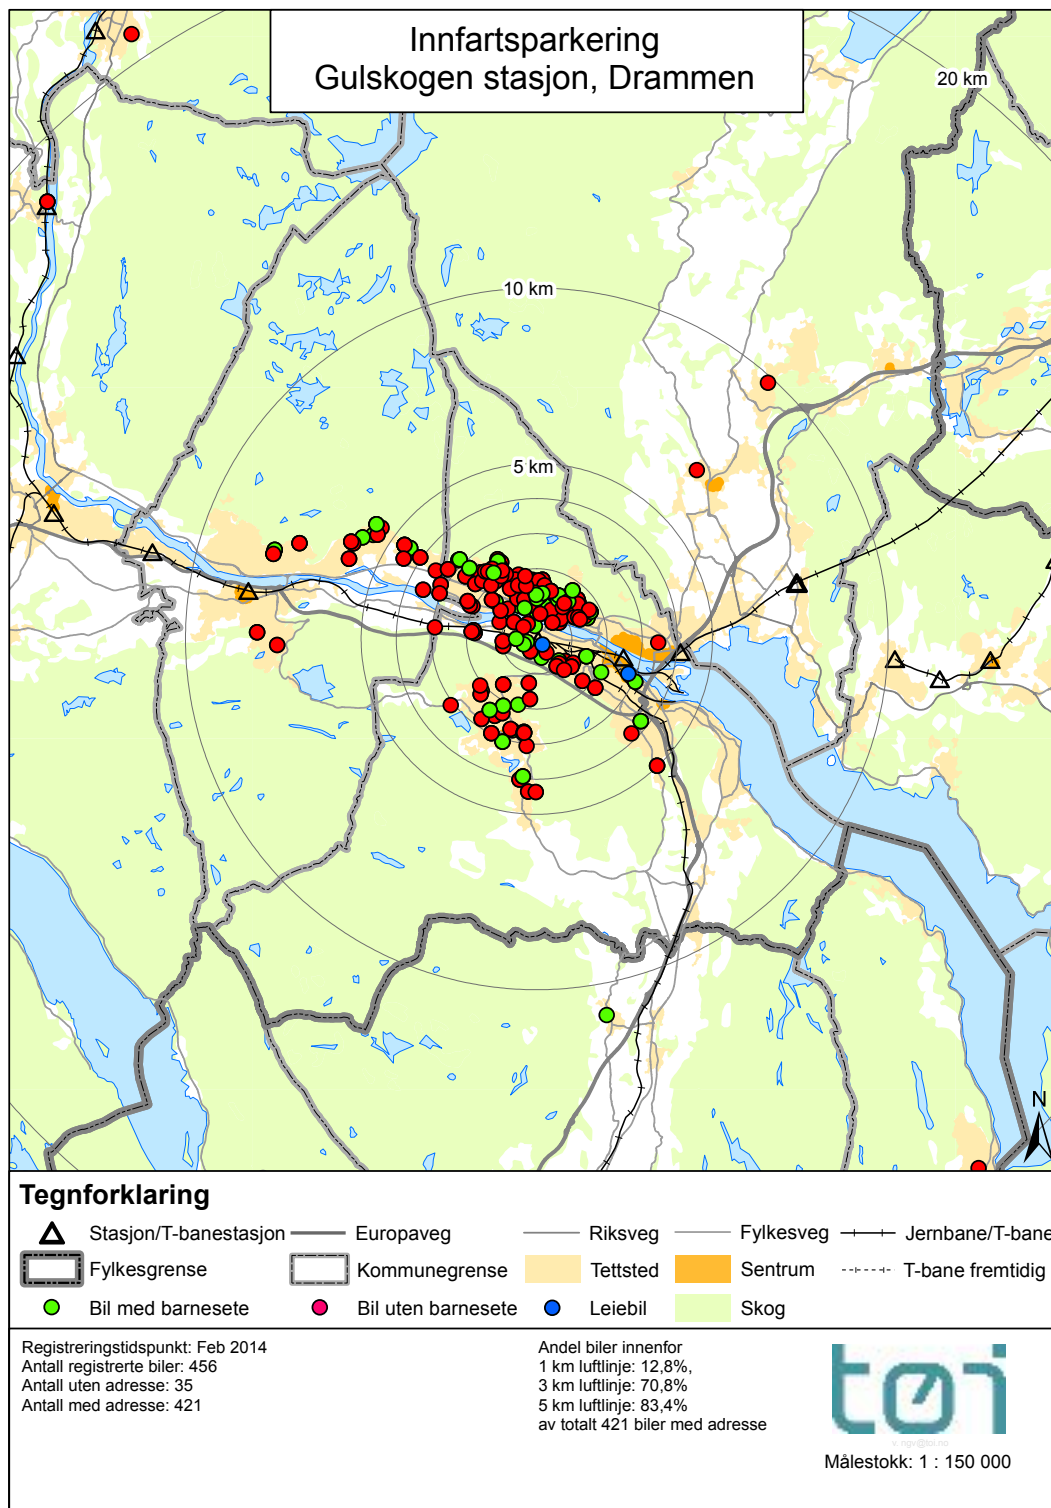 Innfartsparkering
Gulskogen stasjon, Drammen
20 km
10 km
5 km
N
Tegnforklaring
Stasjon/T-banestasjon
Europaveg
Riksveg
Fylkesveg
Jernbane/T-bane
Fylkesgrense
Kommunegrense
Tettsted
Sentrum
T-bane fremtidig
Bil med barnesete
Bil uten barnesete
Leiebil
Skog
Registreringstidspunkt: Feb 2014
Antall registrerte biler: 456
Antall uten adresse: 35
Antall med adresse: 421
Andel biler innenfor
1 km luftlinje: 12,8%,
3 km luftlinje: 70,8%
5 km luftlinje: 83,4%
av totalt 421 biler med adresse
tøi
Målestokk: 1 : 150 000